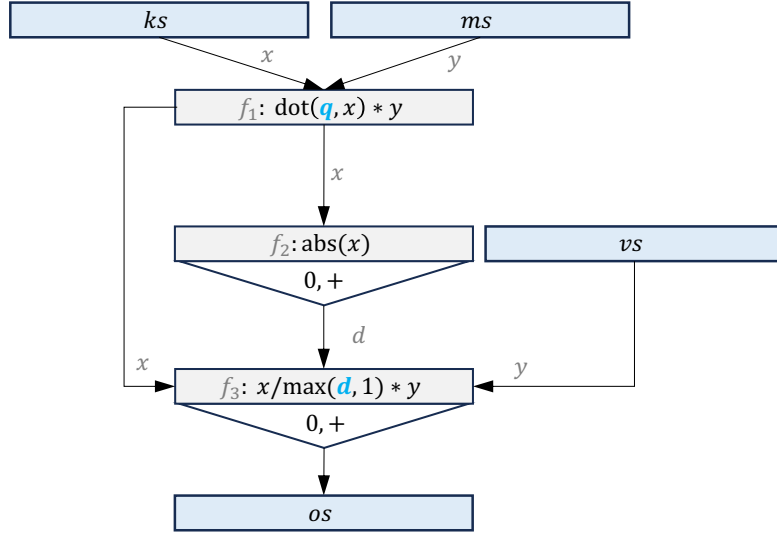 ks
ms
x
y
f₁: dot(q, x) * y
x
f₂: abs(x)
vs
0, +
d
x
y
f₃: x/max(d, 1) * y
0, +
os